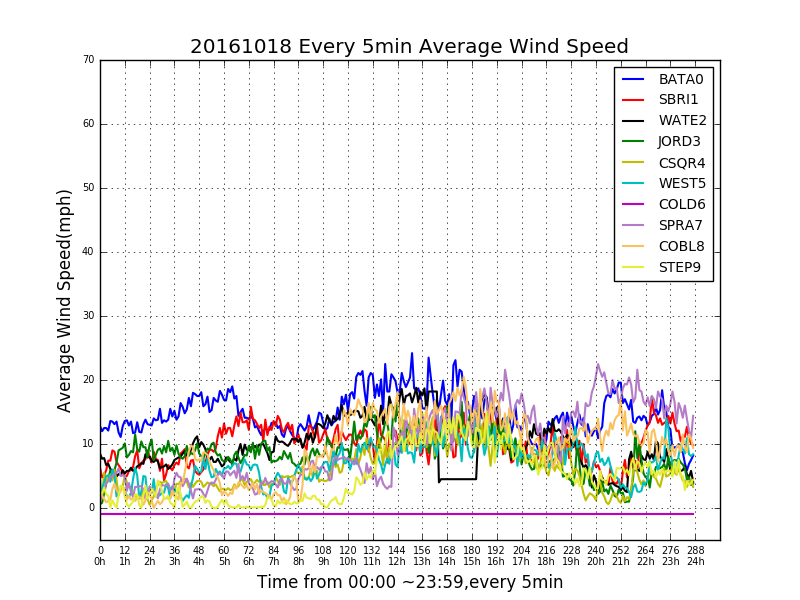 20161018 Every 5min Average Wind Speed
Average Wind Speed(mph)
70
60
50
40
30
20
10
0
BATA0
SBRI1
WATE2
JORD3
CSQR4
WEST5
COLD6
SPRA7
COBL8
STEP9
0 12 24 36 48 60 72 84 96 108 120 132 144 156 168 180 192 204 216 228 240 252 264 276 288
0h 1h 2h 3h 4h 5h 6h 7h 8h 9h 10h 11h 12h 13h 14h 15h 16h 17h 18h 19h 20h 21h 22h 23h 24h
Time from 00:00 ~23:59,every 5min